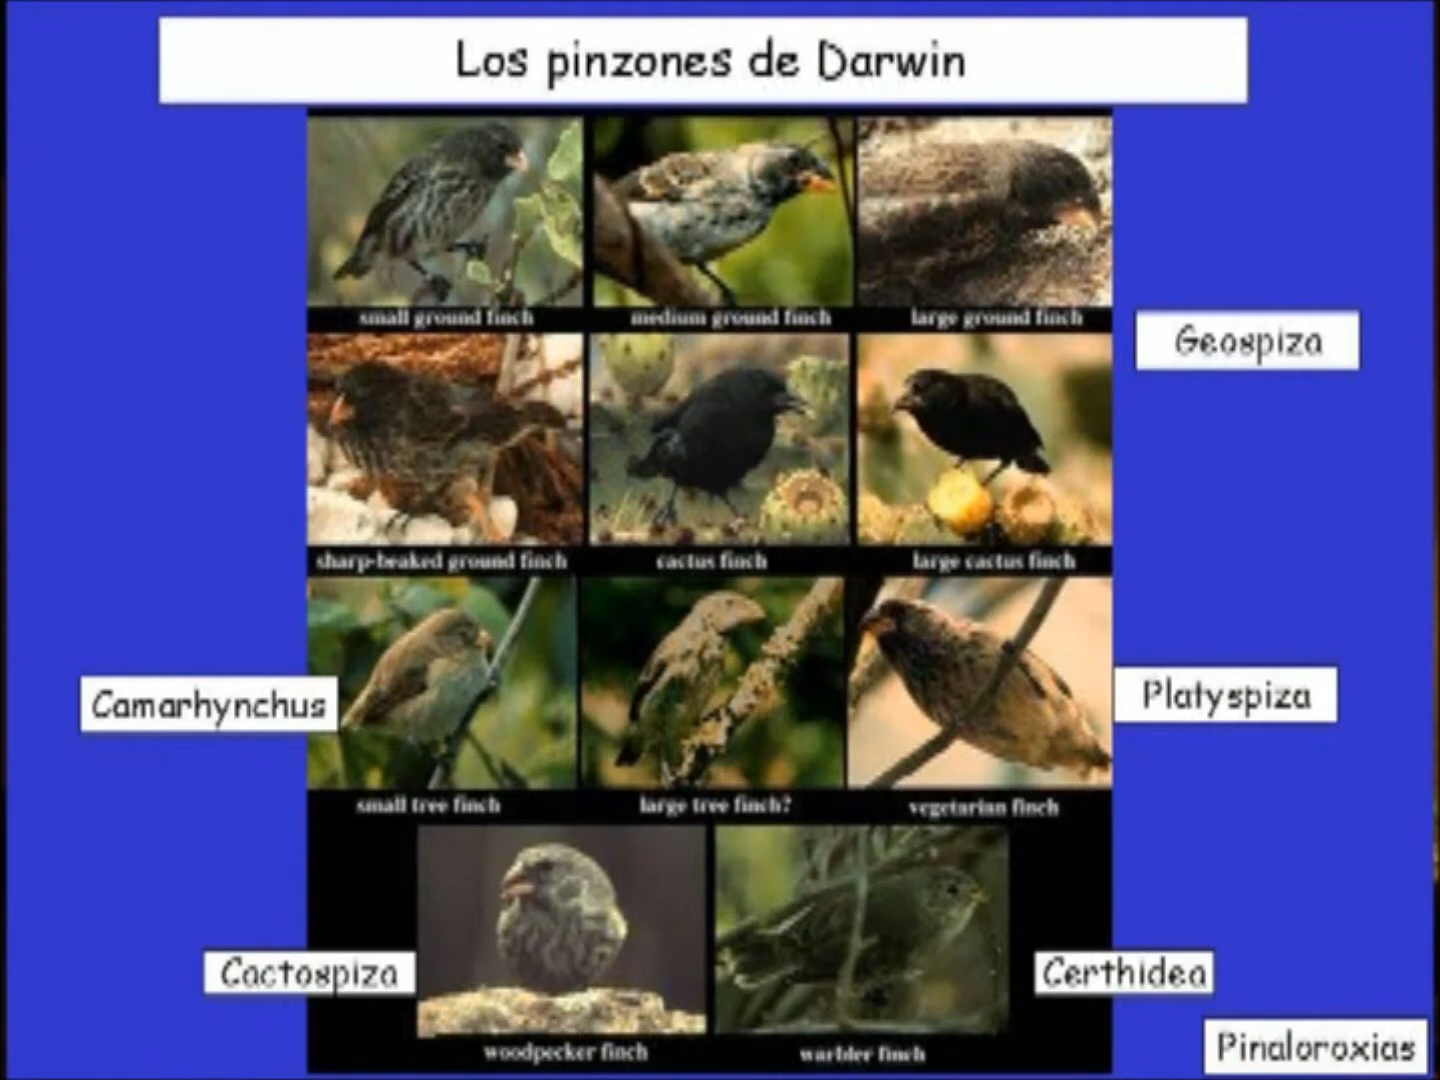 Los pinzones de Darwin
small ground finch
medium ground finch
large ground finch
Geospiza
sharp-beaked ground finch
cactus finch
large cactus finch
Camarhynchus
Platyspiza
small tree finch
large tree finch?
vegetarian finch
Cactospiza
Certhidea
woodpecker finch
warbler finch
Pinaloroxias